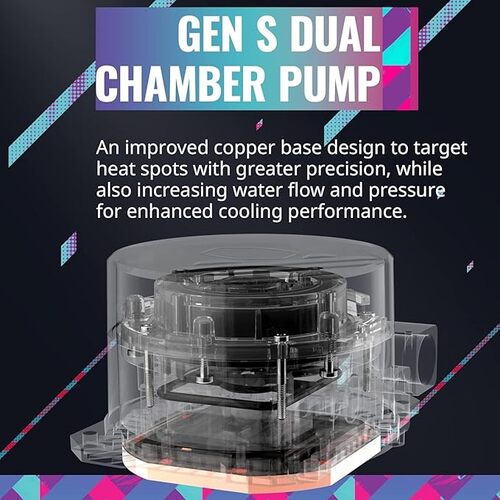 GEN S DUAL
CHAMBER PUMP
An improved copper base design to target
heat spots with greater precision, while
also increasing water flow and pressure
for enhanced cooling performance.